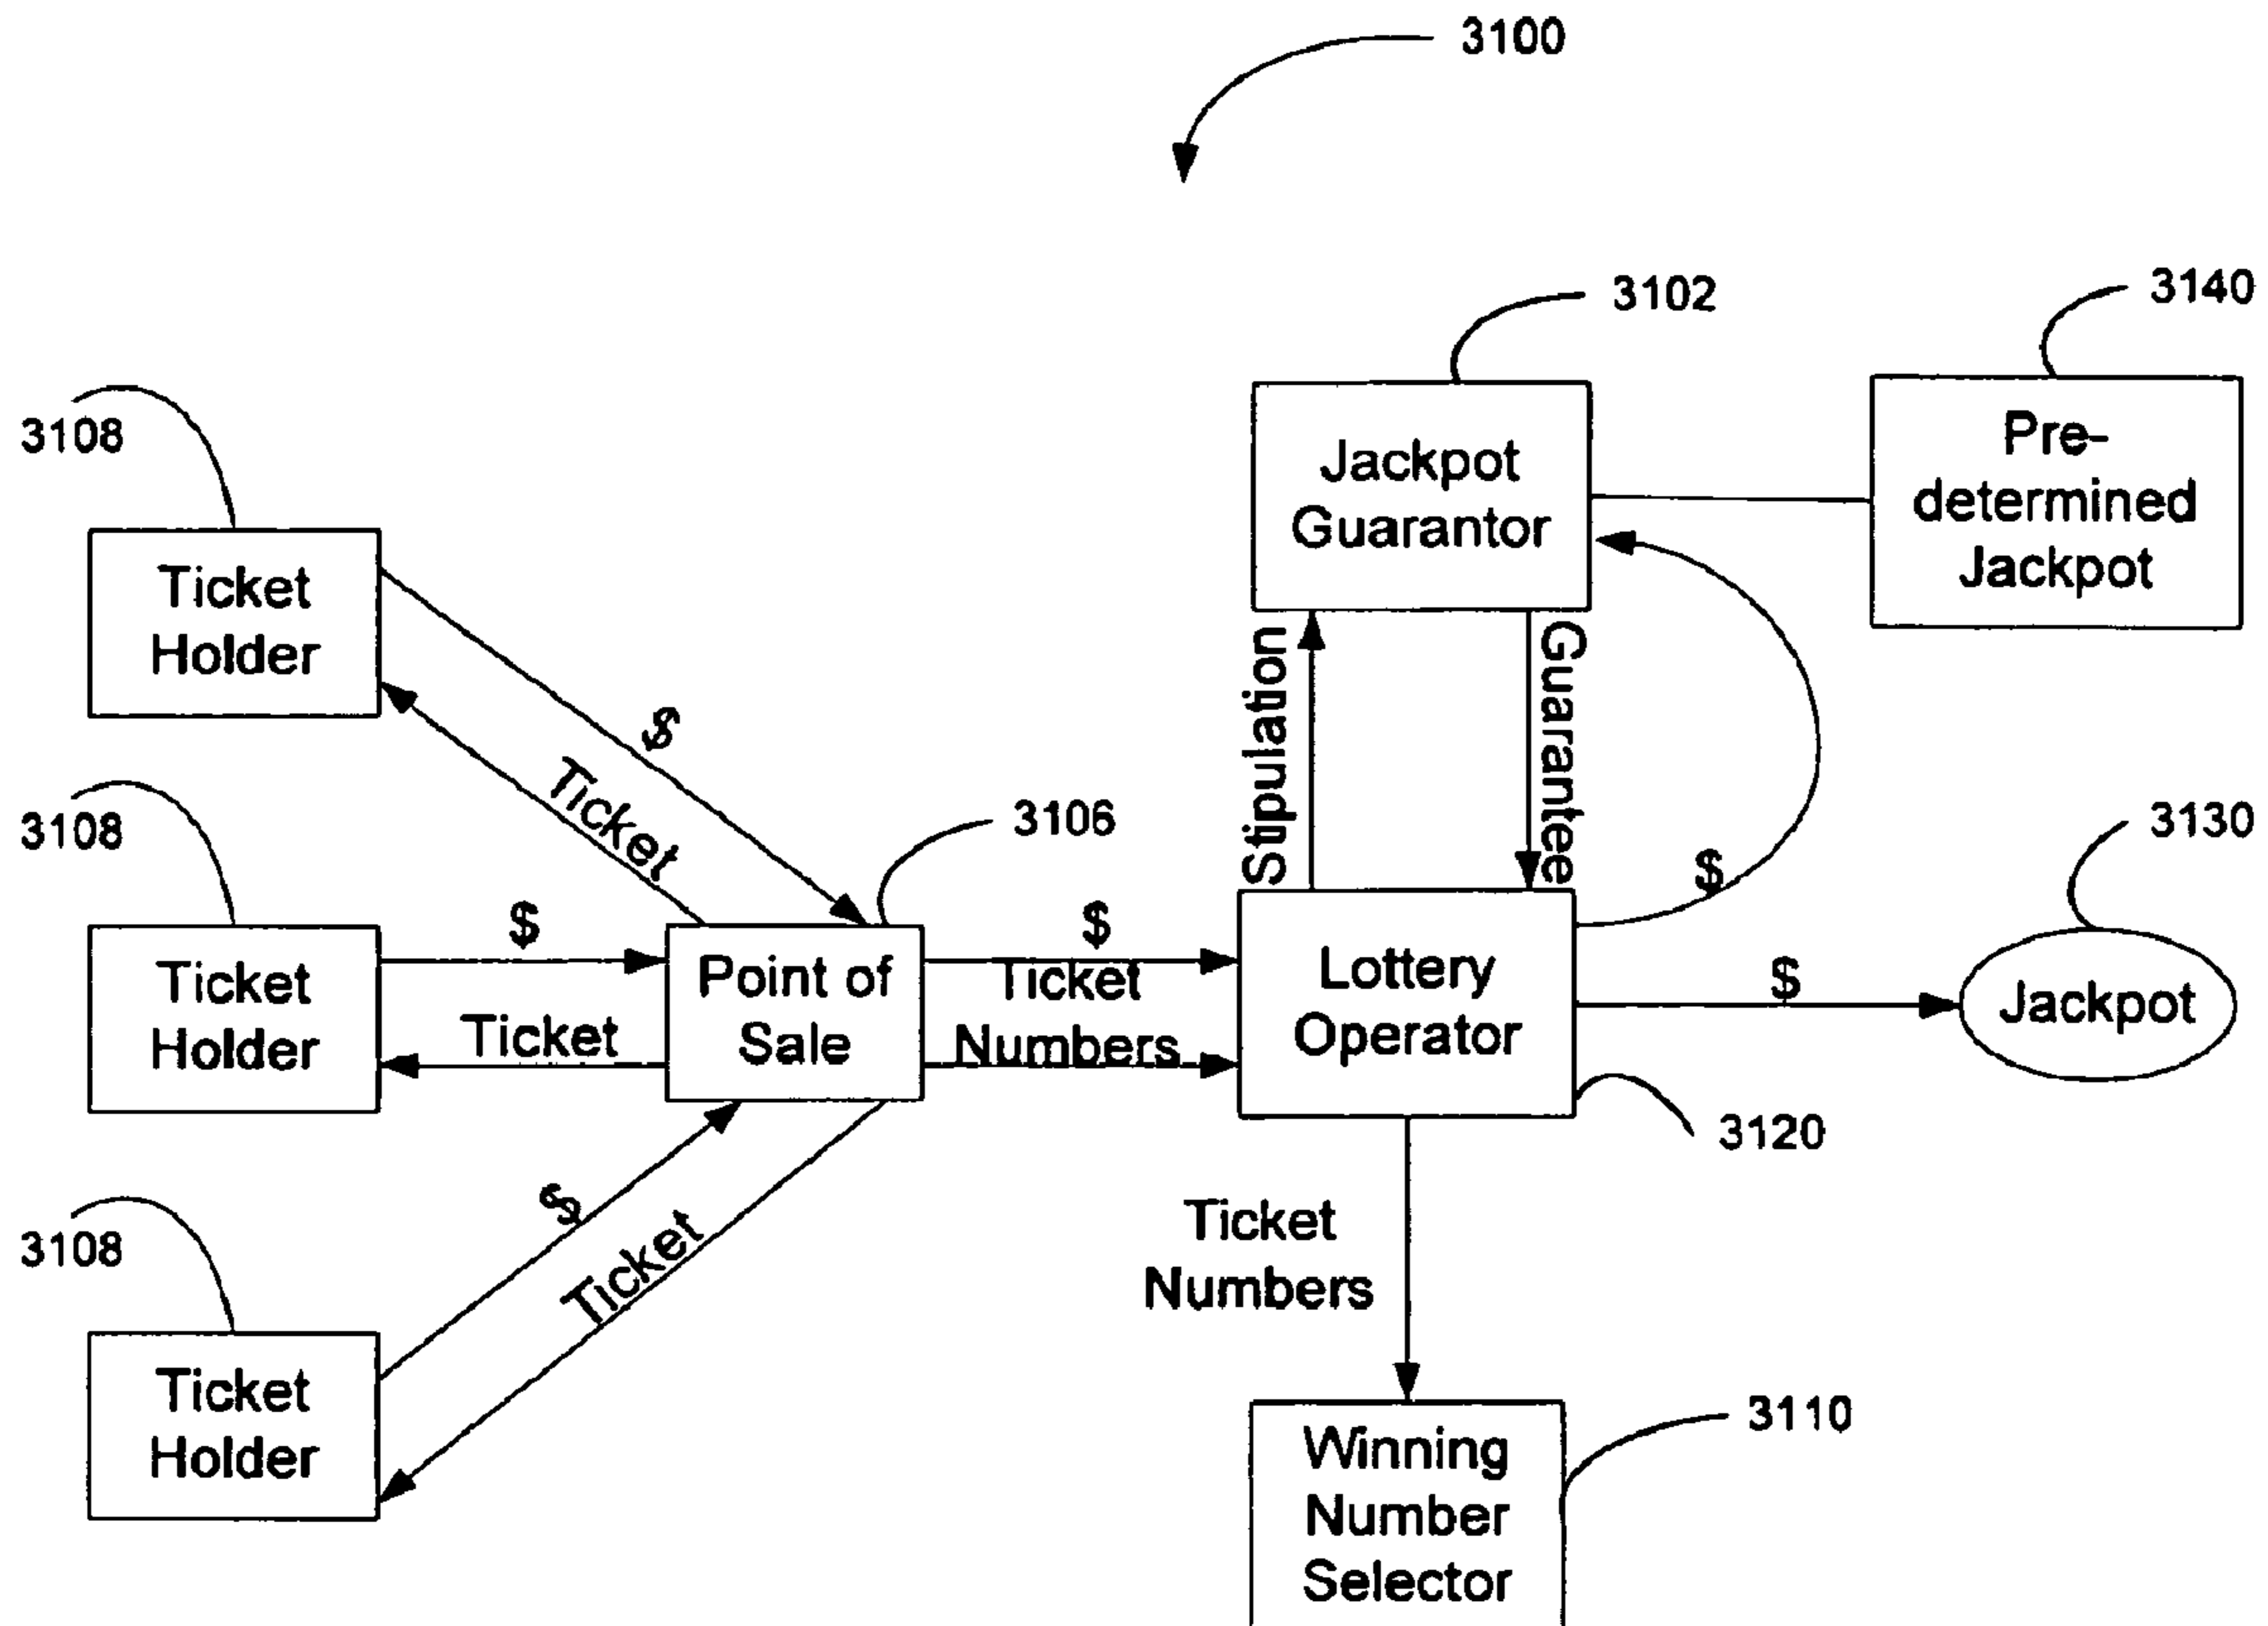 3100
3102
3140
Jackpot
Guarantor
Pre-
determined
Jackpot
3108
Ticket
Holder
$
Ticket
Stipulation
Guarantee
$
3108
Ticket
Holder
$
Ticket
3106
Point of
Sale
$
Ticket
Numbers
Lottery
Operator
3120
$
3130
Jackpot
3108
Ticket
Holder
$
Ticket
Ticket
Numbers
3110
Winning
Number
Selector